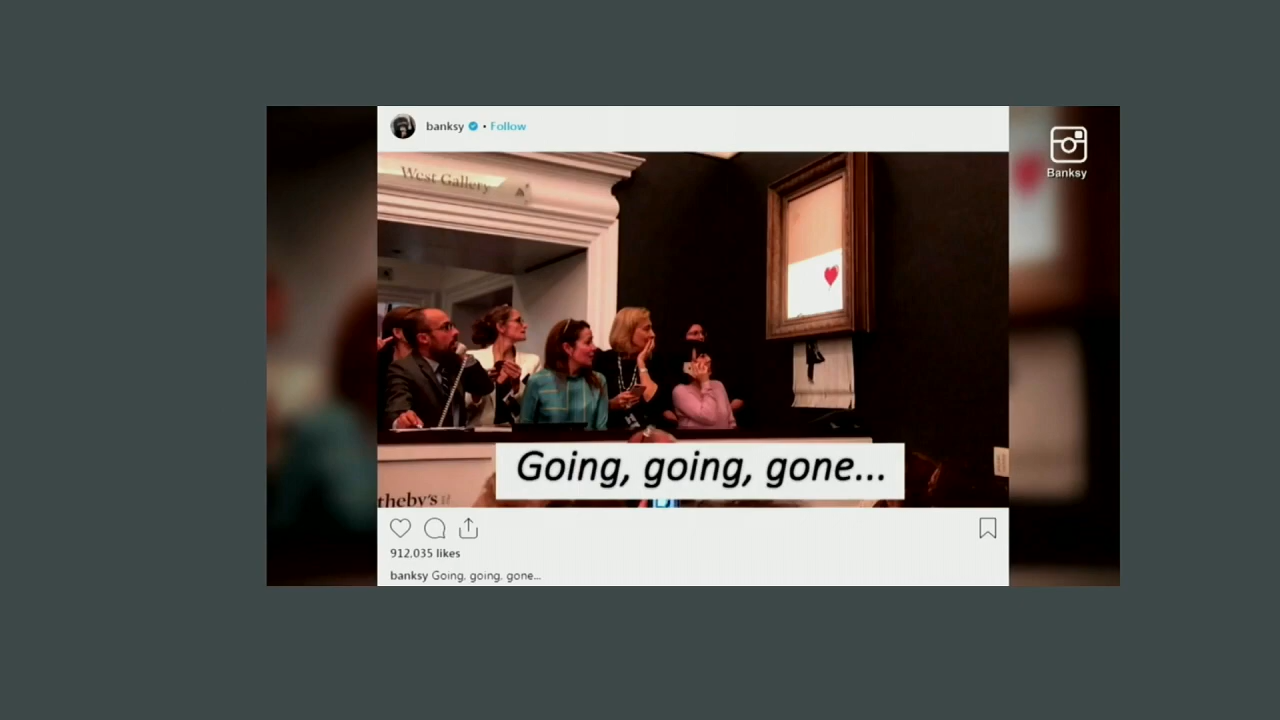 banksy • Follow
Banksy
West Gallery
Going, going, gone...
theby's
912,035 likes
banksy Going, going, gone...